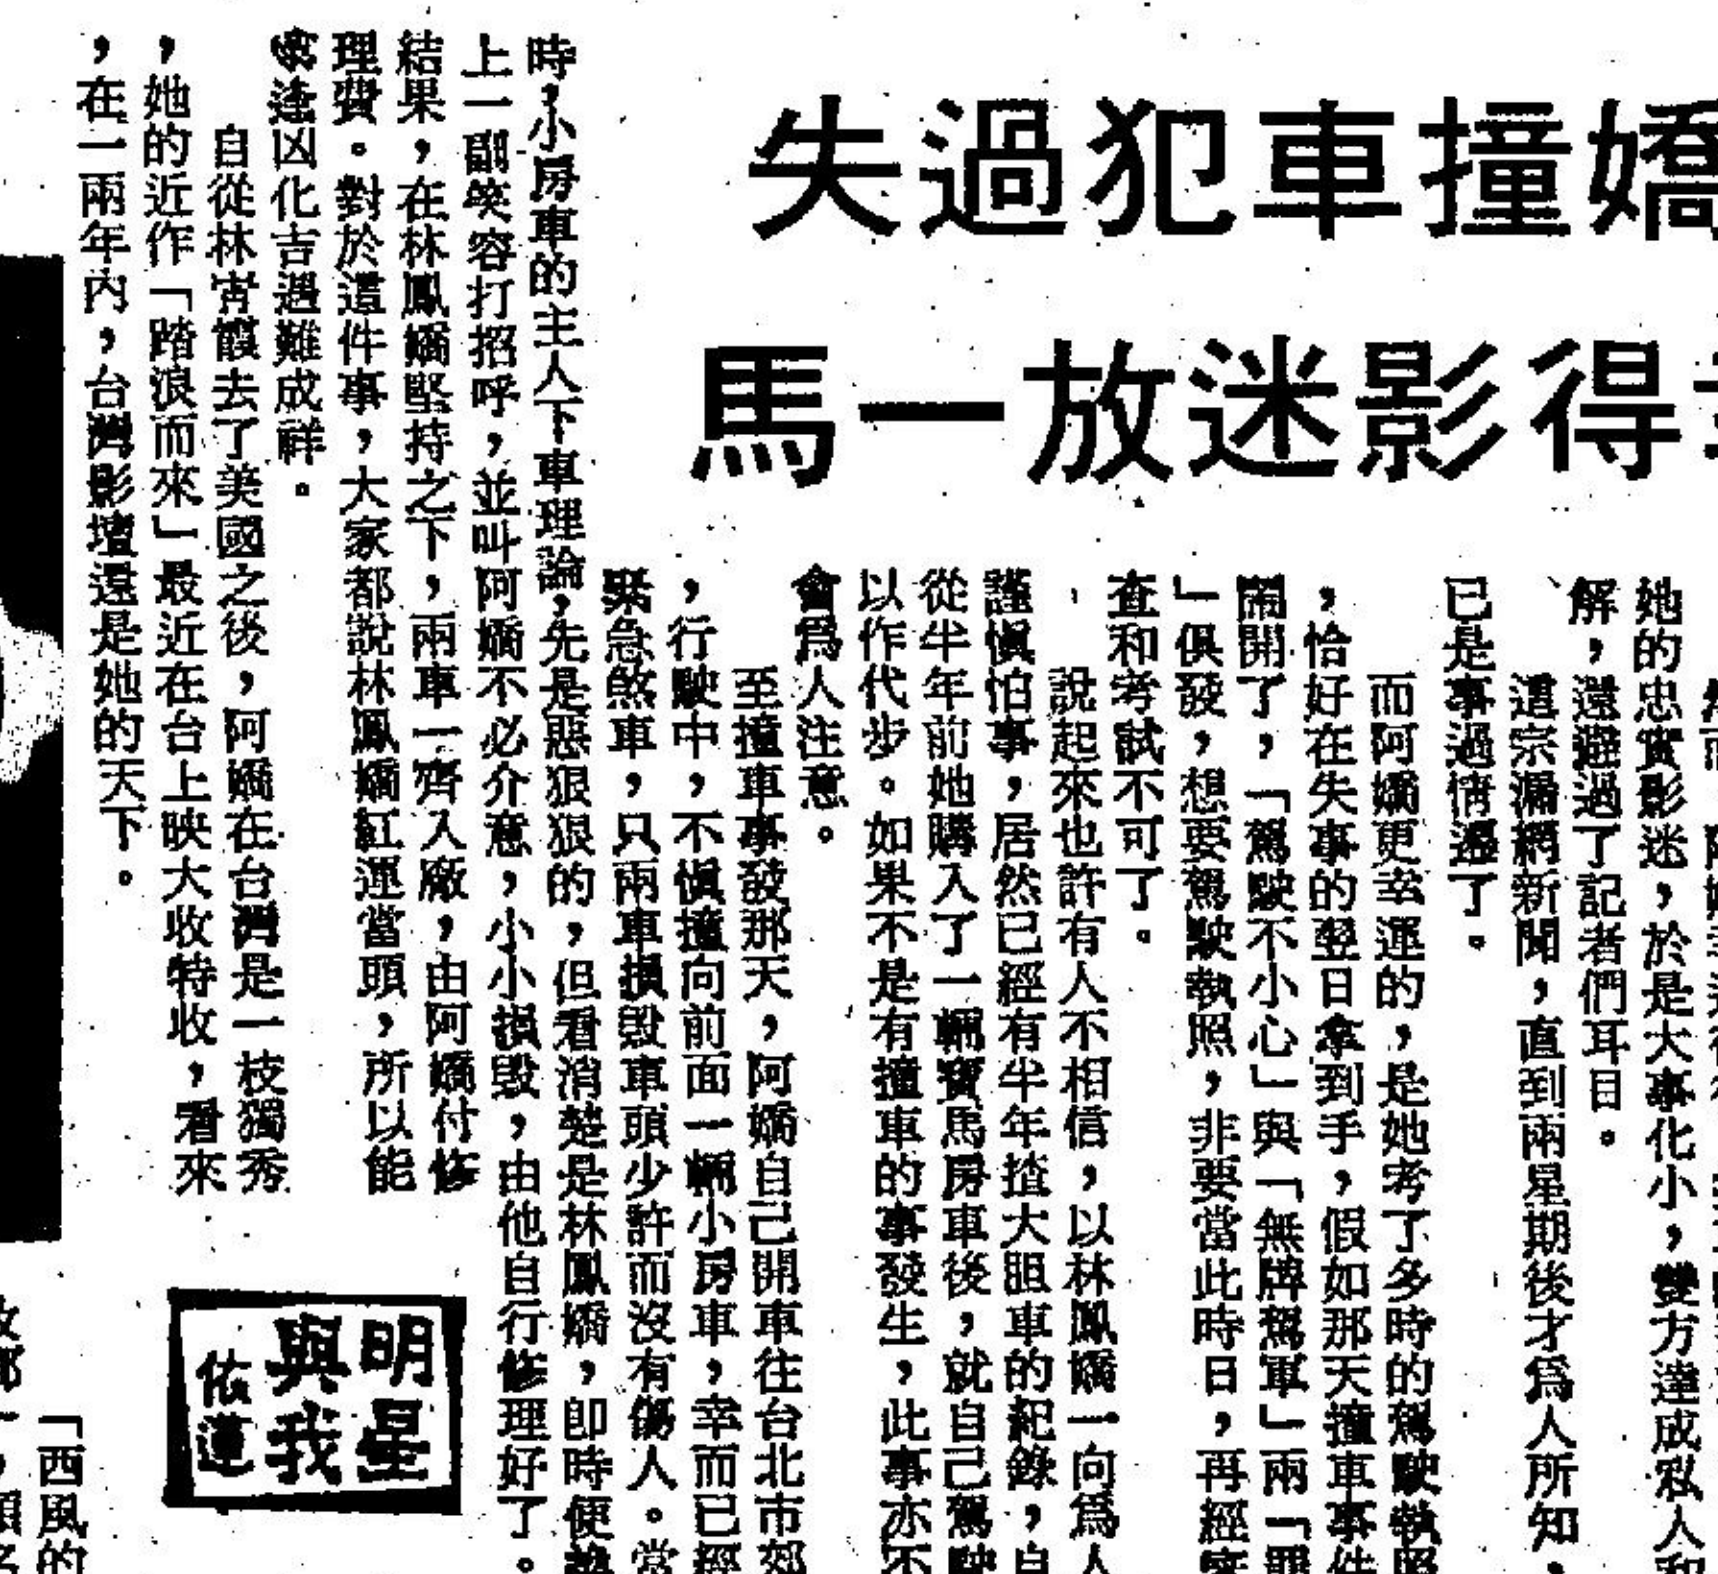 嬌撞車犯過失
得影迷放一馬
她的忠實影迷，於是大事化小，雙方達成私人和
解，還避過了記者們耳目。
這宗漏網新聞，直到兩星期後才爲人所知，
已是事過情遷了。
而阿嬌更幸運的，是她考了多時的駕駛執照
，恰好在失事的翌日拿到手，假如那天撞車事件
鬧開了，「駕駛不小心」與「無牌駕車」兩「罪
」俱發，想要駕駛執照，非要當此時日，再經審
查和考試不可了。
說起來也許有人不相信，以林鳳嬌一向爲人
謹慎怕事，居然已經有半年揸大胆車的紀錄，自
從半年前她購入了一輛寶馬房車後，就自己駕駛
以作代步。如果不是有撞車的事發生，此事亦不
會爲人注意。
至撞車事發那天，阿嬌自己開車往台北市郊
，行駛中，不慎撞向前面一輛小房車，幸而已經
緊急煞車，只兩車損毀車頭少許而沒有傷人。當
時，小房車的主人下車理論，先是惡狠狠的，但看清楚是林鳳嬌，即時便換
上一副笑容打招呼，並叫阿嬌不必介意，小小損毀，由他自行修理好了。
結果，在林鳳嬌堅持之下，兩車一齊入廠，由阿嬌付修
理費。對於這件事，大家都說林鳳嬌紅運當頭，所以能
逢凶化吉遇難成祥。
自從林青霞去了美國之後，阿嬌在台灣是一枝獨秀
，她的近作「踏浪而來」最近在台上映大收特收，看來
，在一兩年內，台灣影壇還是她的天下。
明星
與我
依蓮
「西風的